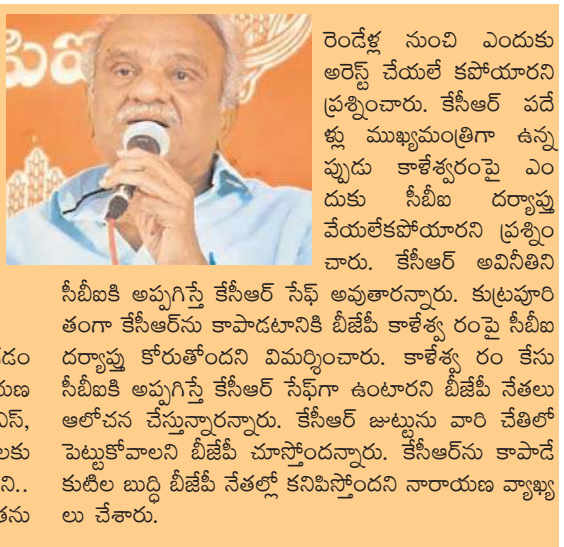 సీపీఐ
రెండేళ్ల నుంచి ఎందుకు
అరెస్ట్ చేయలే కపోయారని
ప్రశ్నించారు. కేసీఆర్ పదే
ళ్లు ముఖ్యమంత్రిగా ఉన్న
ప్పుడు కాళేశ్వరంపై ఎం
దుకు సీబీఐ దర్యాప్తు
వేయలేకపోయారని ప్రశ్నిం
చారు. కేసీఆర్ అవినీతిని
సీబీఐకి అప్పగిస్తే కేసీఆర్ సేఫ్ అవుతారన్నారు. కుట్రపూరి
తంగా కేసీఆర్‌ను కాపాడటానికి బీజేపీ కాళేశ్వ రంపై సీబీఐ
దర్యాప్తు కోరుతోందని విమర్శించారు. కాళేశ్వ రం కేసు
సీబీఐకి అప్పగిస్తే కేసీఆర్ సేఫ్‌గా ఉంటారని బీజేపీ నేతలు
ఆలోచన చేస్తున్నారన్నారు. కేసీఆర్ జుట్టును వారి చేతిలో
పెట్టుకోవాలని బీజేపీ చూస్తోందన్నారు. కేసీఆర్‌ను కాపాడే
కుటిల బుద్ధి బీజేపీ నేతల్లో కనిపిస్తోందని నారాయణ వ్యాఖ్య
లు చేశారు.